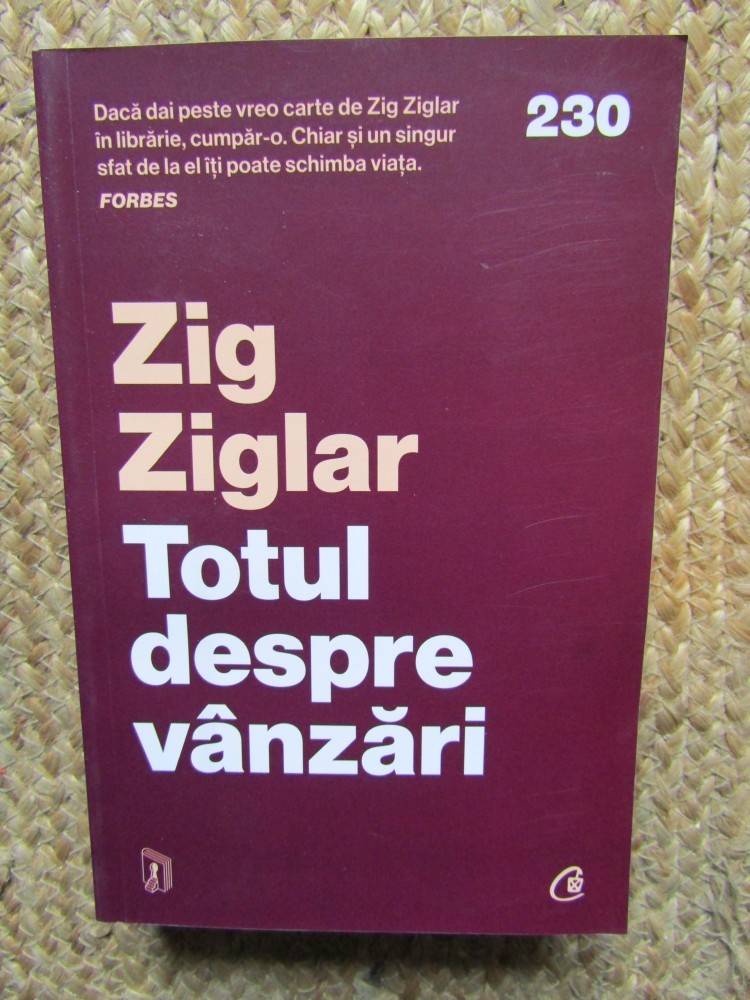 Dacă dai peste vreo carte de Zig Ziglar
în librărie, cumpăr-o. Chiar și un singur
sfat de la el îți poate schimba viața.
FORBES
230
Zig
Ziglar
Totul
despre
vânzări